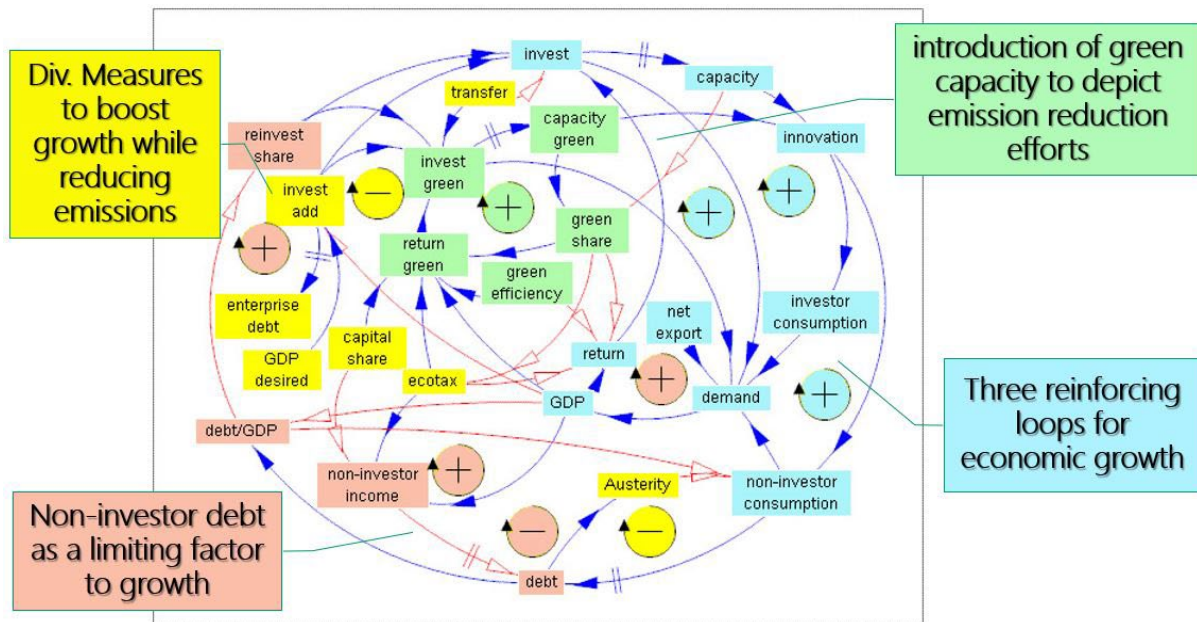 Div. Measures
to boost
growth while
reducing
emissions
introduction of green
capacity to depict
emission reduction
efforts
invest
capacity
transfer
reinvest
share
capacity
green
innovation
invest
green
invest
add
−
+
+
+
green
share
+
return
green
green
efficiency
enterprise
debt
net
export
investor
consumption
capital
share
GDP
desired
return
ecotax
+
GDP
demand
+
Three reinforcing
loops for
economic growth
debt/GDP
non-investor
income
+
Austerity
non-investor
consumption
Non-investor debt
as a limiting factor
to growth
−
−
debt